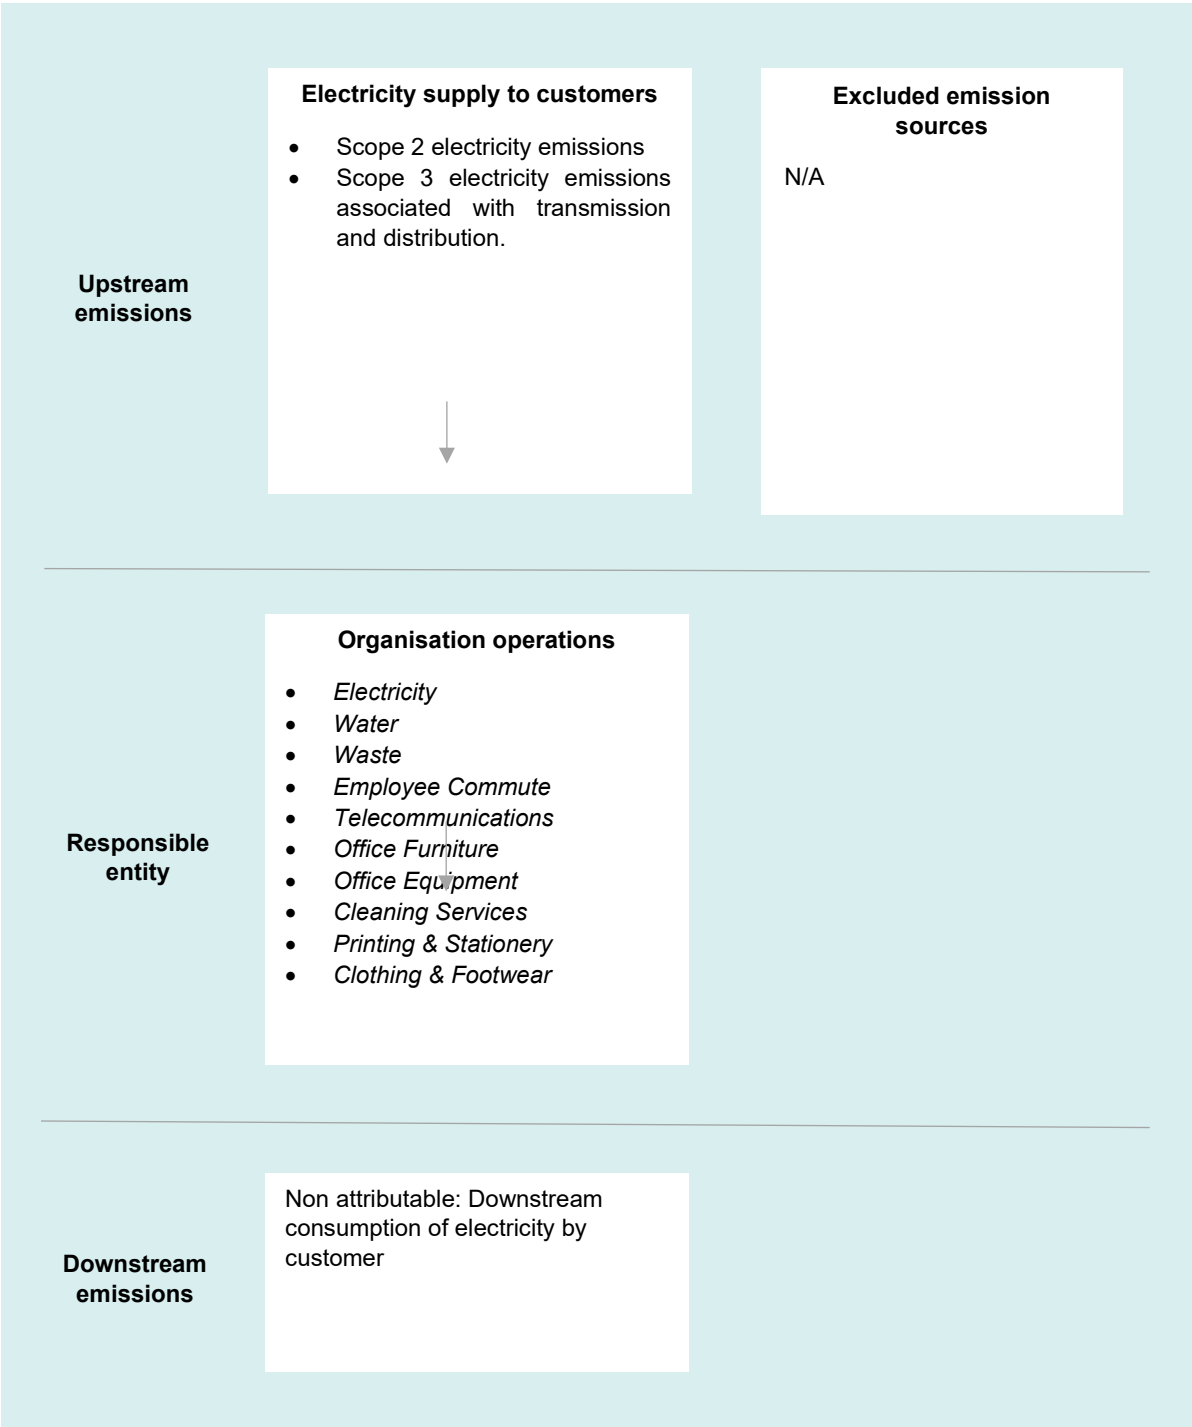 Electricity supply to customers
• Scope 2 electricity emissions
• Scope 3 electricity emissions
associated with transmission
and distribution.
Excluded emission
sources
N/A
Upstream
emissions
Organisation operations
• Electricity
• Water
• Waste
• Employee Commute
• Telecommunications
• Office Furniture
• Office Equipment
• Cleaning Services
• Printing & Stationery
• Clothing & Footwear
Responsible
entity
Non attributable: Downstream
consumption of electricity by
customer
Downstream
emissions